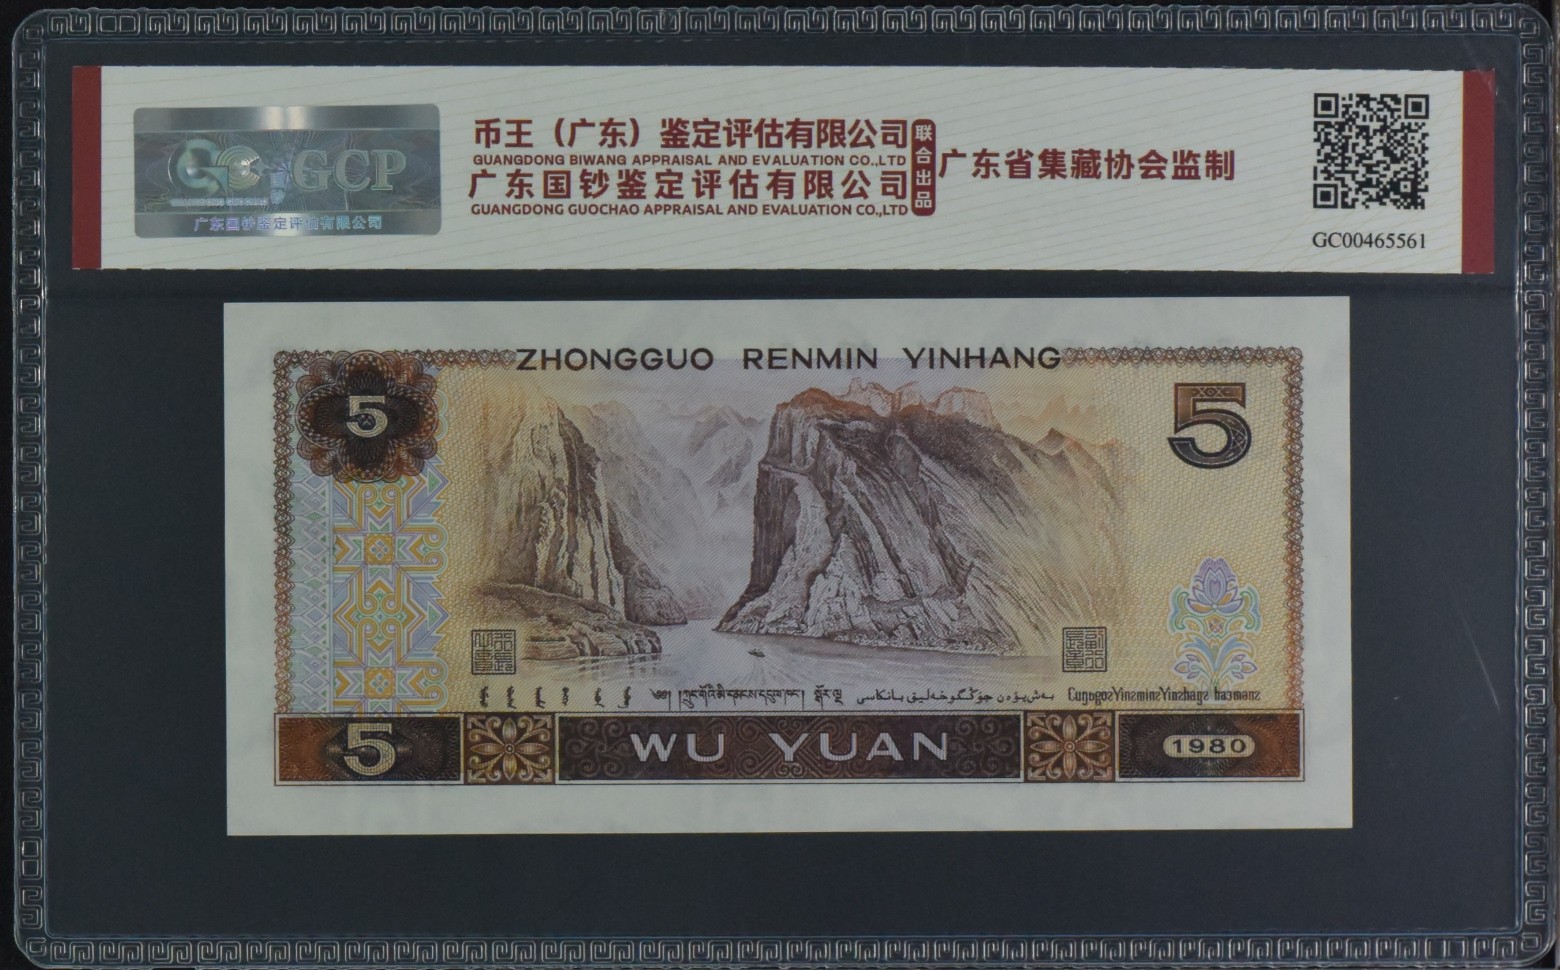 币王（广东）鉴定评估有限公司
GUANGDONG BIWANG APPRAISAL AND EVALUATION CO.,LTD
广东国钞鉴定评估有限公司
GUANGDONG GUOCHAO APPRAISAL AND EVALUATION CO.,LTD
联合出品
广东省集藏协会监制
GCP
广东国钞鉴定评估有限公司
GC00465561
ZHONGGUO RENMIN YINHANG
5
5
5
WU YUAN
1980